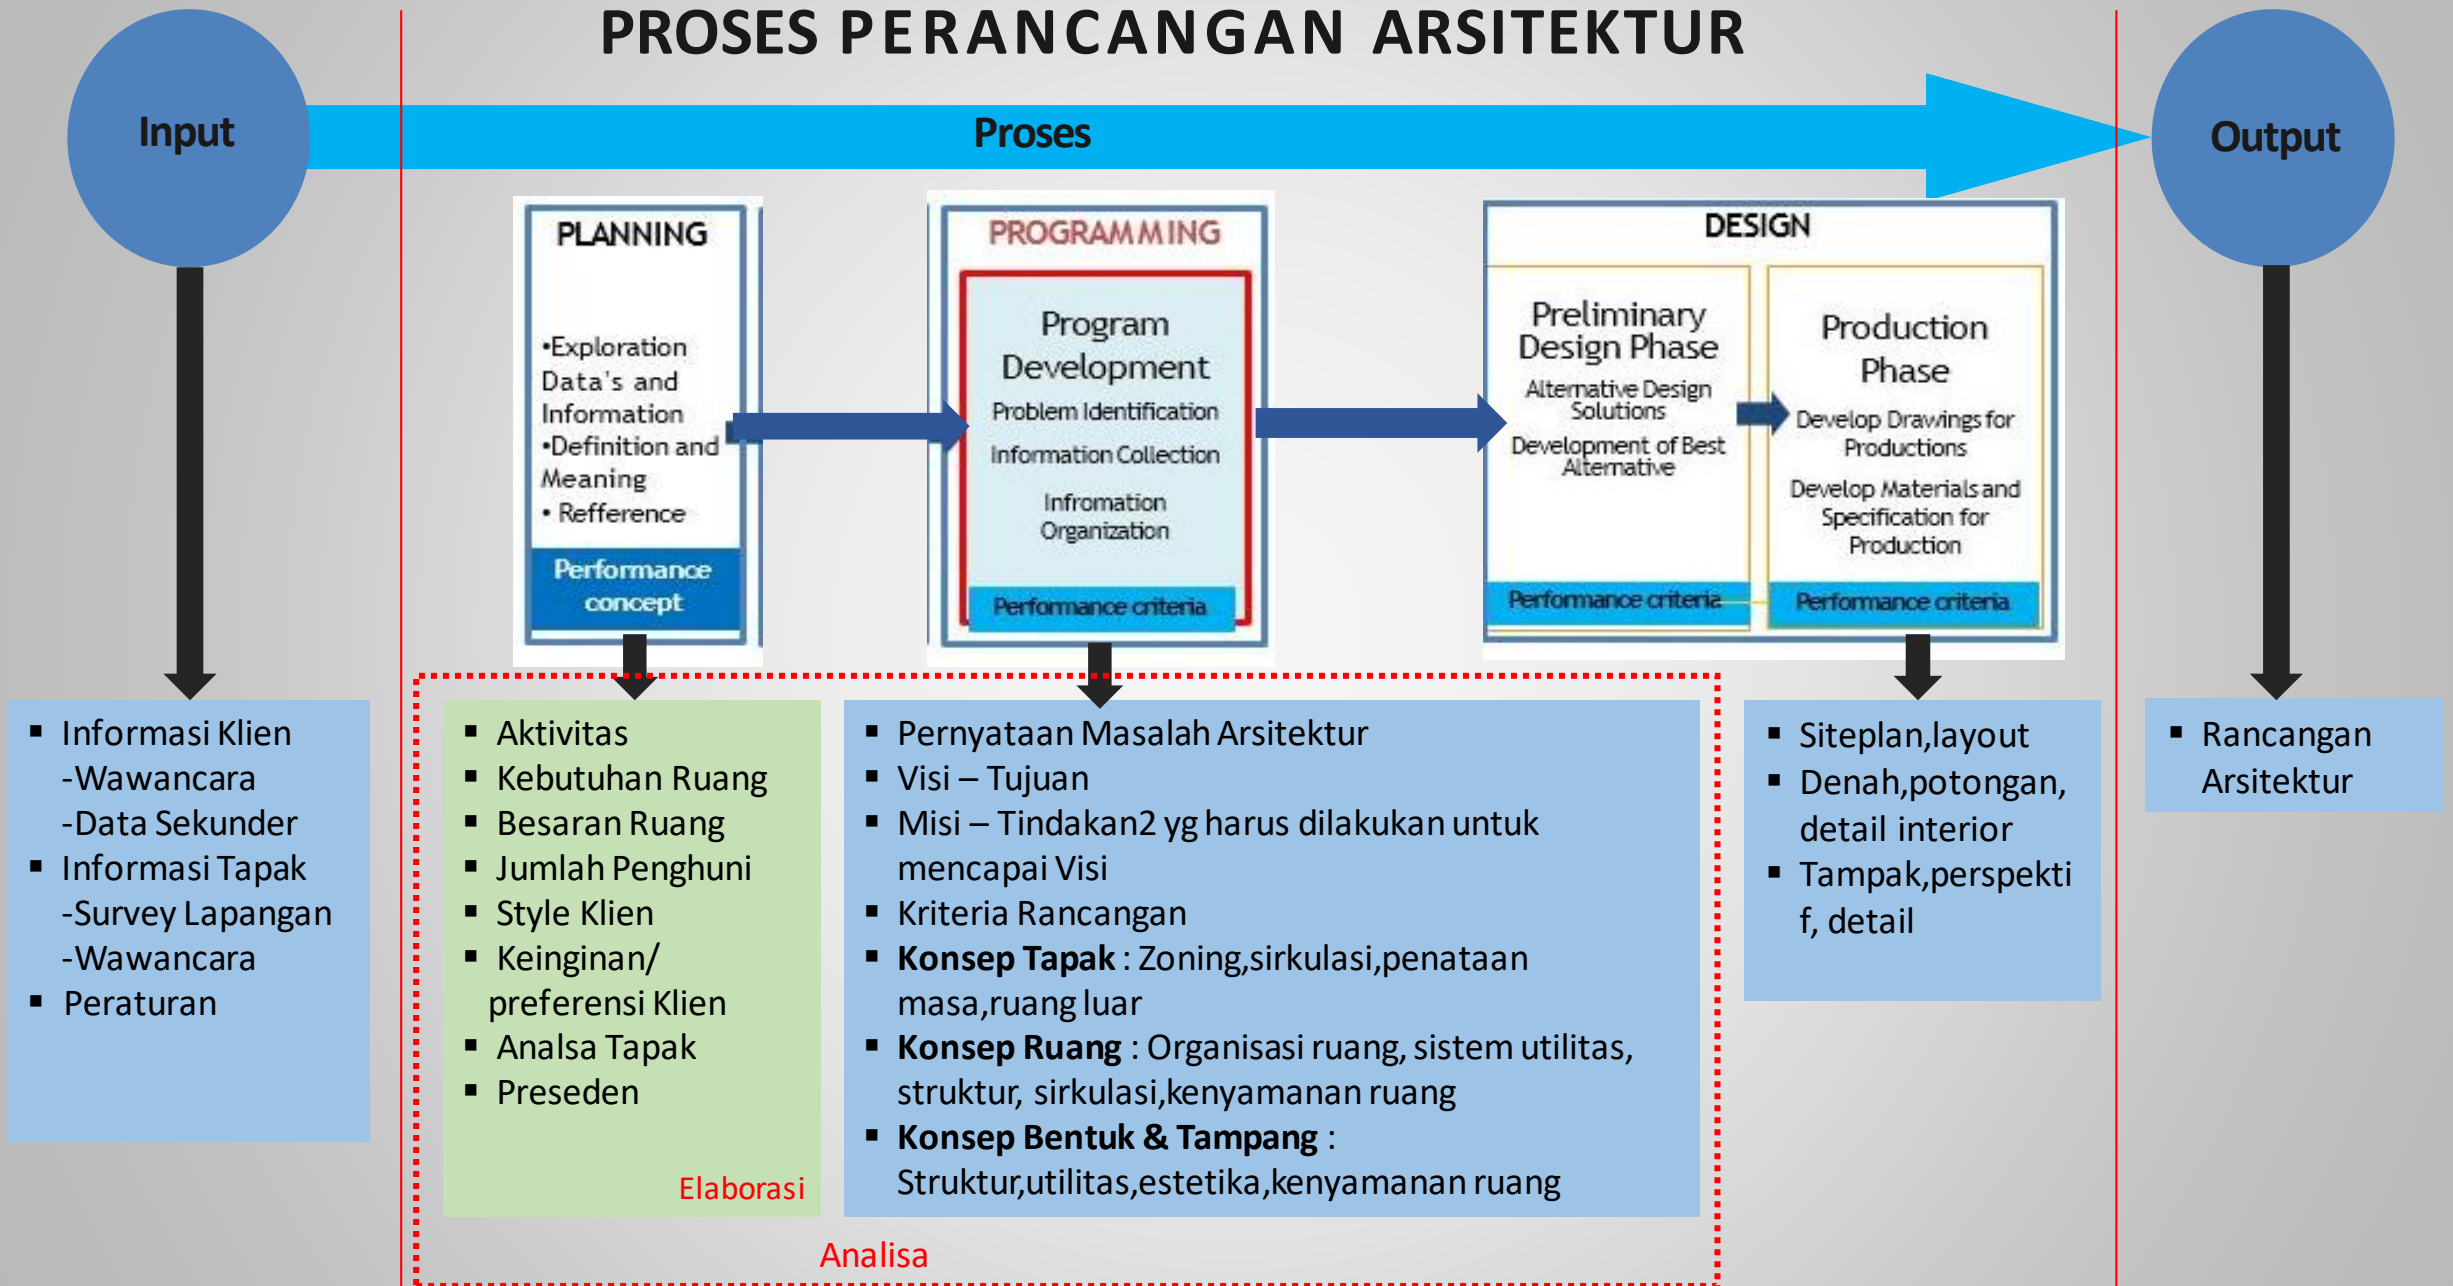 PROSES PERANCANGAN ARSITEKTUR
Input
Proses
Output
PLANNING
•Exploration
Data's and
Information
•Definition and
Meaning
• Refference
Performance
concept
PROGRAMMING
Program
Development
Problem Identification
Information Collection
Infromation
Organization
Performance criteria
DESIGN
Preliminary
Design Phase
Alternative Design
Solutions
Development of Best
Alternative
Performance criteria
Production
Phase
Develop Drawings for
Productions
Develop Materials and
Specification for
Production
Performance criteria
▪ Informasi Klien
-Wawancara
-Data Sekunder
▪ Informasi Tapak
-Survey Lapangan
-Wawancara
▪ Peraturan
▪ Aktivitas
▪ Kebutuhan Ruang
▪ Besaran Ruang
▪ Jumlah Penghuni
▪ Style Klien
▪ Keinginan/
preferensi Klien
▪ Analsa Tapak
▪ Preseden
Elaborasi
▪ Pernyataan Masalah Arsitektur
▪ Visi – Tujuan
▪ Misi – Tindakan2 yg harus dilakukan untuk
mencapai Visi
▪ Kriteria Rancangan
▪ Konsep Tapak : Zoning,sirkulasi,penataan
masa,ruang luar
▪ Konsep Ruang : Organisasi ruang, sistem utilitas,
struktur, sirkulasi,kenyamanan ruang
▪ Konsep Bentuk & Tampang :
Struktur,utilitas,estetika,kenyamanan ruang
Analisa
▪ Siteplan,layout
▪ Denah,potongan,
detail interior
▪ Tampak,perspekti
f, detail
▪ Rancangan
Arsitektur